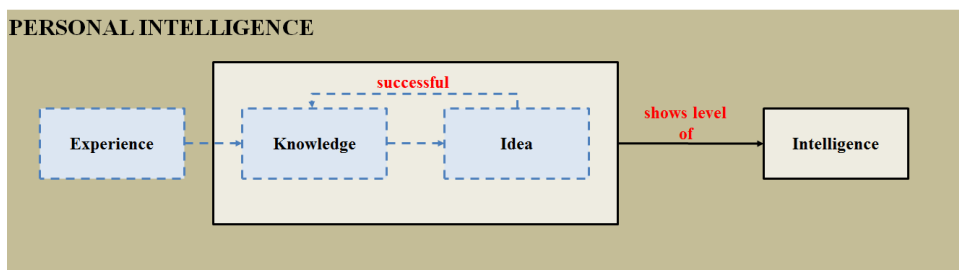 PERSONAL INTELLIGENCE
successful
shows level
of
Experience
Knowledge
Idea
Intelligence